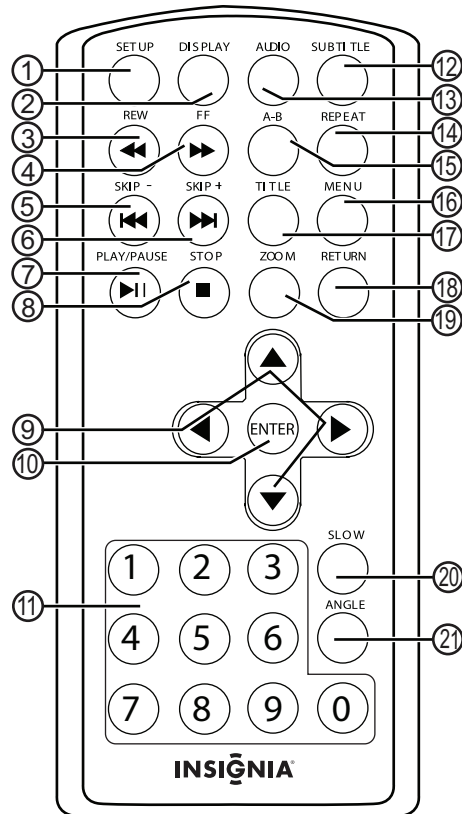 SETUP DISPLAY AUDIO SUBTITLE
1 2 13 12
REW FF A-B REPEAT
3 4 15 14
SKIP - SKIP + TITLE MENU
5 6 17 16
PLAY/PAUSE STOP ZOOM RETURN
7 8 19 18
9
10 ENTER
SLOW
1 2 3
11 20
ANGLE
4 5 6 21
7 8 9 0
INSIGNIA